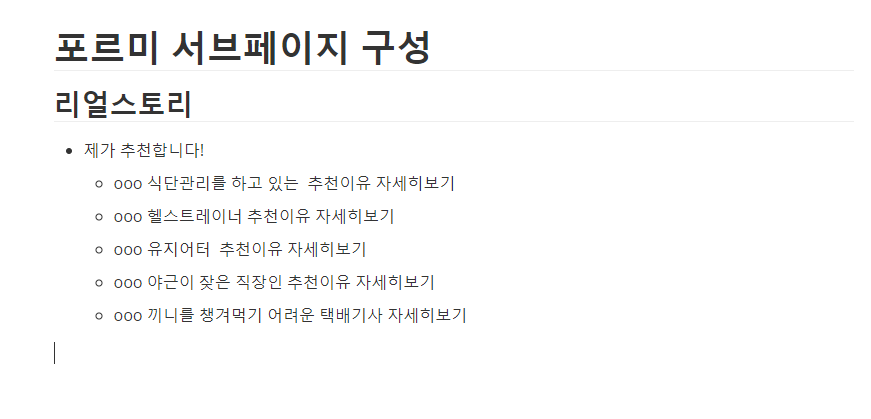 포르미 서브페이지 구성
리얼스토리
제가 추천합니다!
ooo 식단관리를 하고 있는 추천이유 자세히보기
ooo 헬스트레이너 추천이유 자세히보기
ooo 유지어터 추천이유 자세히보기
ooo 야근이 잦은 직장인 추천이유 자세히보기
ooo 끼니를 챙겨먹기 어려운 택배기사 자세히보기